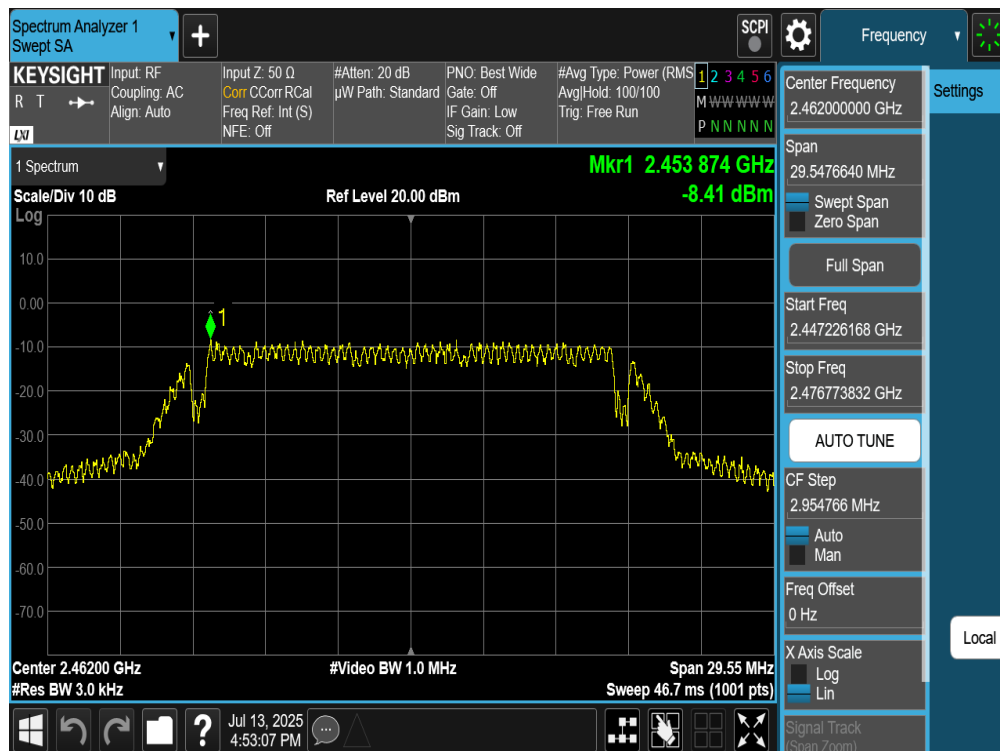 Spectrum Analyzer 1
Swept SA
+
SCPI
Frequency
KEYSIGHT
R T
LXI
Input: RF
Coupling: AC
Align: Auto
Input Z: 50 Ω
Corr CCorr RCal
Freq Ref: Int (S)
NFE: Off
#Atten: 20 dB
µW Path: Standard
PNO: Best Wide
Gate: Off
IF Gain: Low
Sig Track: Off
#Avg Type: Power (RMS
Avg|Hold: 100/100
Trig: Free Run
1 2 3 4 5 6
M W W W W W
P N N N N N
1 Spectrum
Mkr1 2.453 874 GHz
-8.41 dBm
Scale/Div 10 dB
Ref Level 20.00 dBm
Log
10.0
0.00
-10.0
-20.0
-30.0
-40.0
-50.0
-60.0
-70.0
1
Center 2.46200 GHz
#Video BW 1.0 MHz
Span 29.55 MHz
#Res BW 3.0 kHz
Sweep 46.7 ms (1001 pts)
Center Frequency
2.462000000 GHz
Settings
Span
29.5476640 MHz
Swept Span
Zero Span
Full Span
Start Freq
2.447226168 GHz
Stop Freq
2.476773832 GHz
AUTO TUNE
CF Step
2.954766 MHz
Auto
Man
Freq Offset
0 Hz
Local
X Axis Scale
Log
Lin
Signal Track
(Span Zoom)
?
Jul 13, 2025
4:53:07 PM